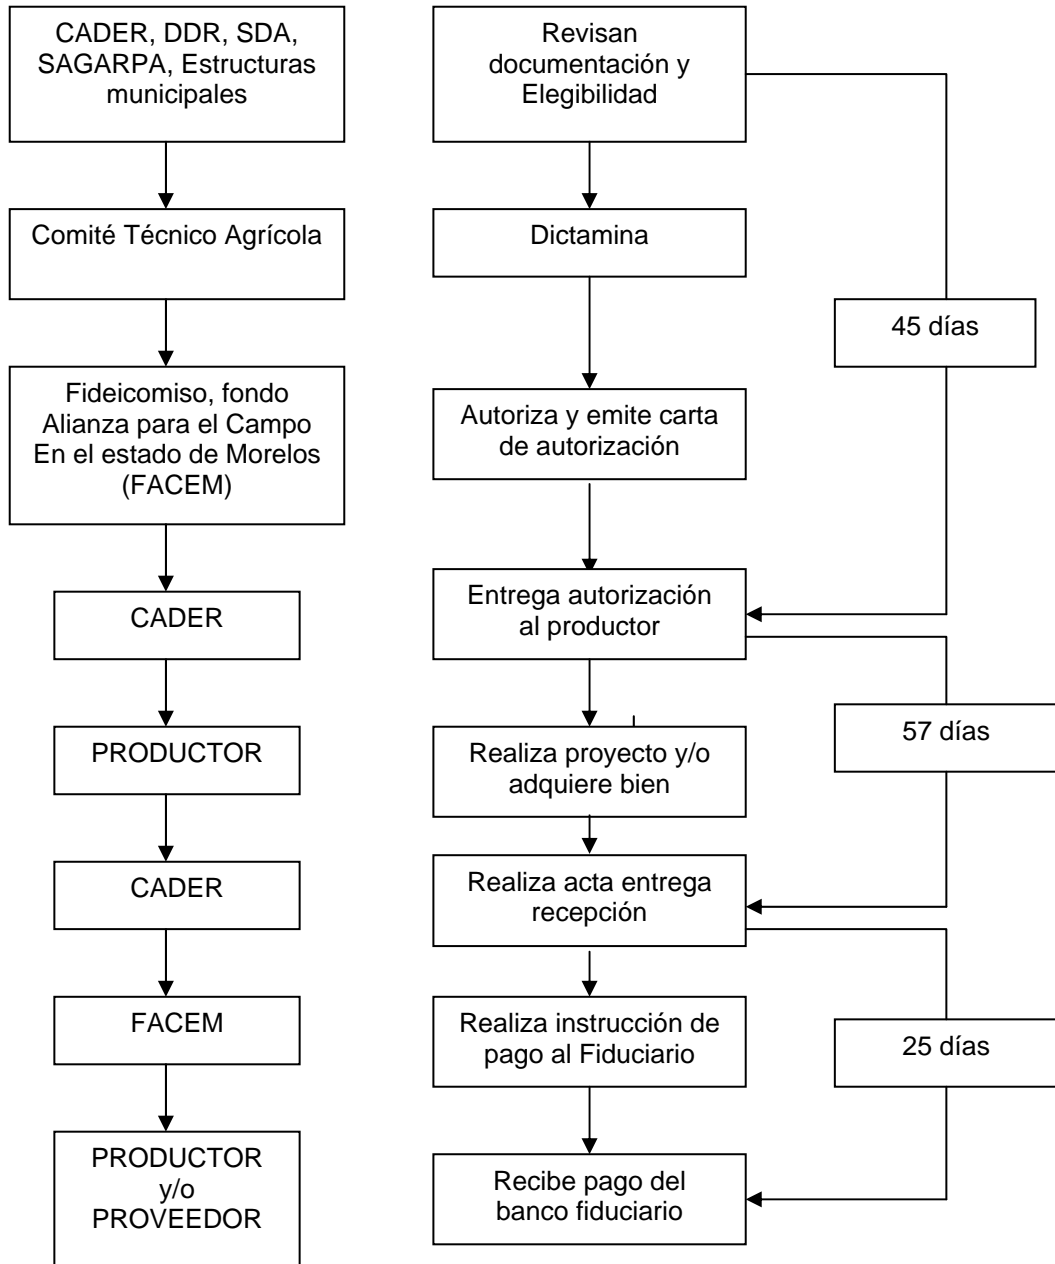 CADER, DDR, SDA,
SAGARPA, Estructuras
municipales
Revisan
documentación y
Elegibilidad
Comité Técnico Agrícola
Dictamina
45 días
Fideicomiso, fondo
Alianza para el Campo
En el estado de Morelos
(FACEM)
Autoriza y emite carta
de autorización
CADER
Entrega autorización
al productor
PRODUCTOR
Realiza proyecto y/o
adquiere bien
57 días
CADER
Realiza acta entrega
recepción
FACEM
Realiza instrucción de
pago al Fiduciario
25 días
PRODUCTOR
y/o
PROVEEDOR
Recibe pago del
banco fiduciario